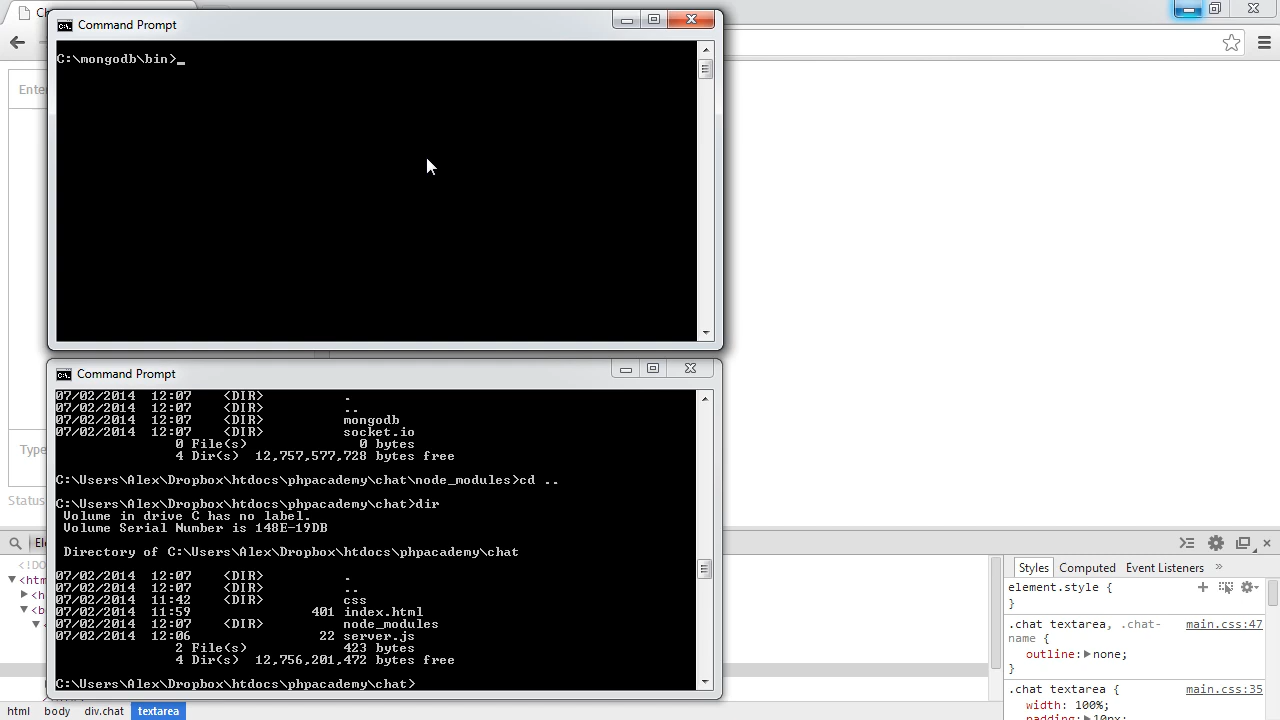 Ch
Command Prompt
C:\mongodb\bin>_
Enter
Command Prompt
07/02/2014  12:07    <DIR>          .
07/02/2014  12:07    <DIR>          ..
07/02/2014  12:07    <DIR>          mongodb
07/02/2014  12:07    <DIR>          socket.io
0 File(s)              0 bytes
4 Dir(s)  12,757,577,728 bytes free
C:\Users\Alex\Dropbox\htdocs\phpacademy\chat\node_modules>cd ..
C:\Users\Alex\Dropbox\htdocs\phpacademy\chat>dir
Volume in drive C has no label.
Volume Serial Number is 148E-19DB
Directory of C:\Users\Alex\Dropbox\htdocs\phpacademy\chat
07/02/2014  12:07    <DIR>          .
07/02/2014  12:07    <DIR>          ..
07/02/2014  11:42    <DIR>          css
07/02/2014  11:59               401 index.html
07/02/2014  12:07    <DIR>          node_modules
07/02/2014  12:06                22 server.js
2 File(s)            423 bytes
4 Dir(s)  12,756,201,472 bytes free
C:\Users\Alex\Dropbox\htdocs\phpacademy\chat>
Type
Status
Ele
<!DO
<htm
<h
<b
html body div.chat textarea
Styles Computed Event Listeners »
element.style {
}
.chat textarea, .chat-name { main.css:47
outline: none;
}
.chat textarea { main.css:35
width: 100%;
padding: 10px;